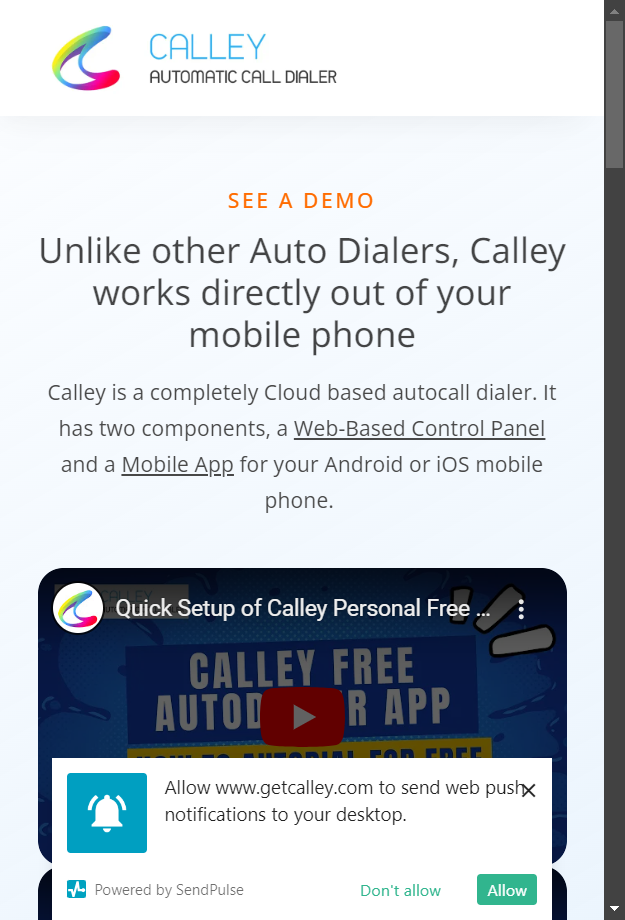 CALLEY
AUTOMATIC CALL DIALER
SEE A DEMO
Unlike other Auto Dialers, Calley
works directly out of your
mobile phone
Calley is a completely Cloud based autocall dialer. It
has two components, a Web-Based Control Panel
and a Mobile App for your Android or iOS mobile
phone.
Quick Setup of Calley Personal Free ...
CALLEY FREE
R APP
Allow www.getcalley.com to send web push
notifications to your desktop.
Powered by SendPulse
Don't allow
Allow